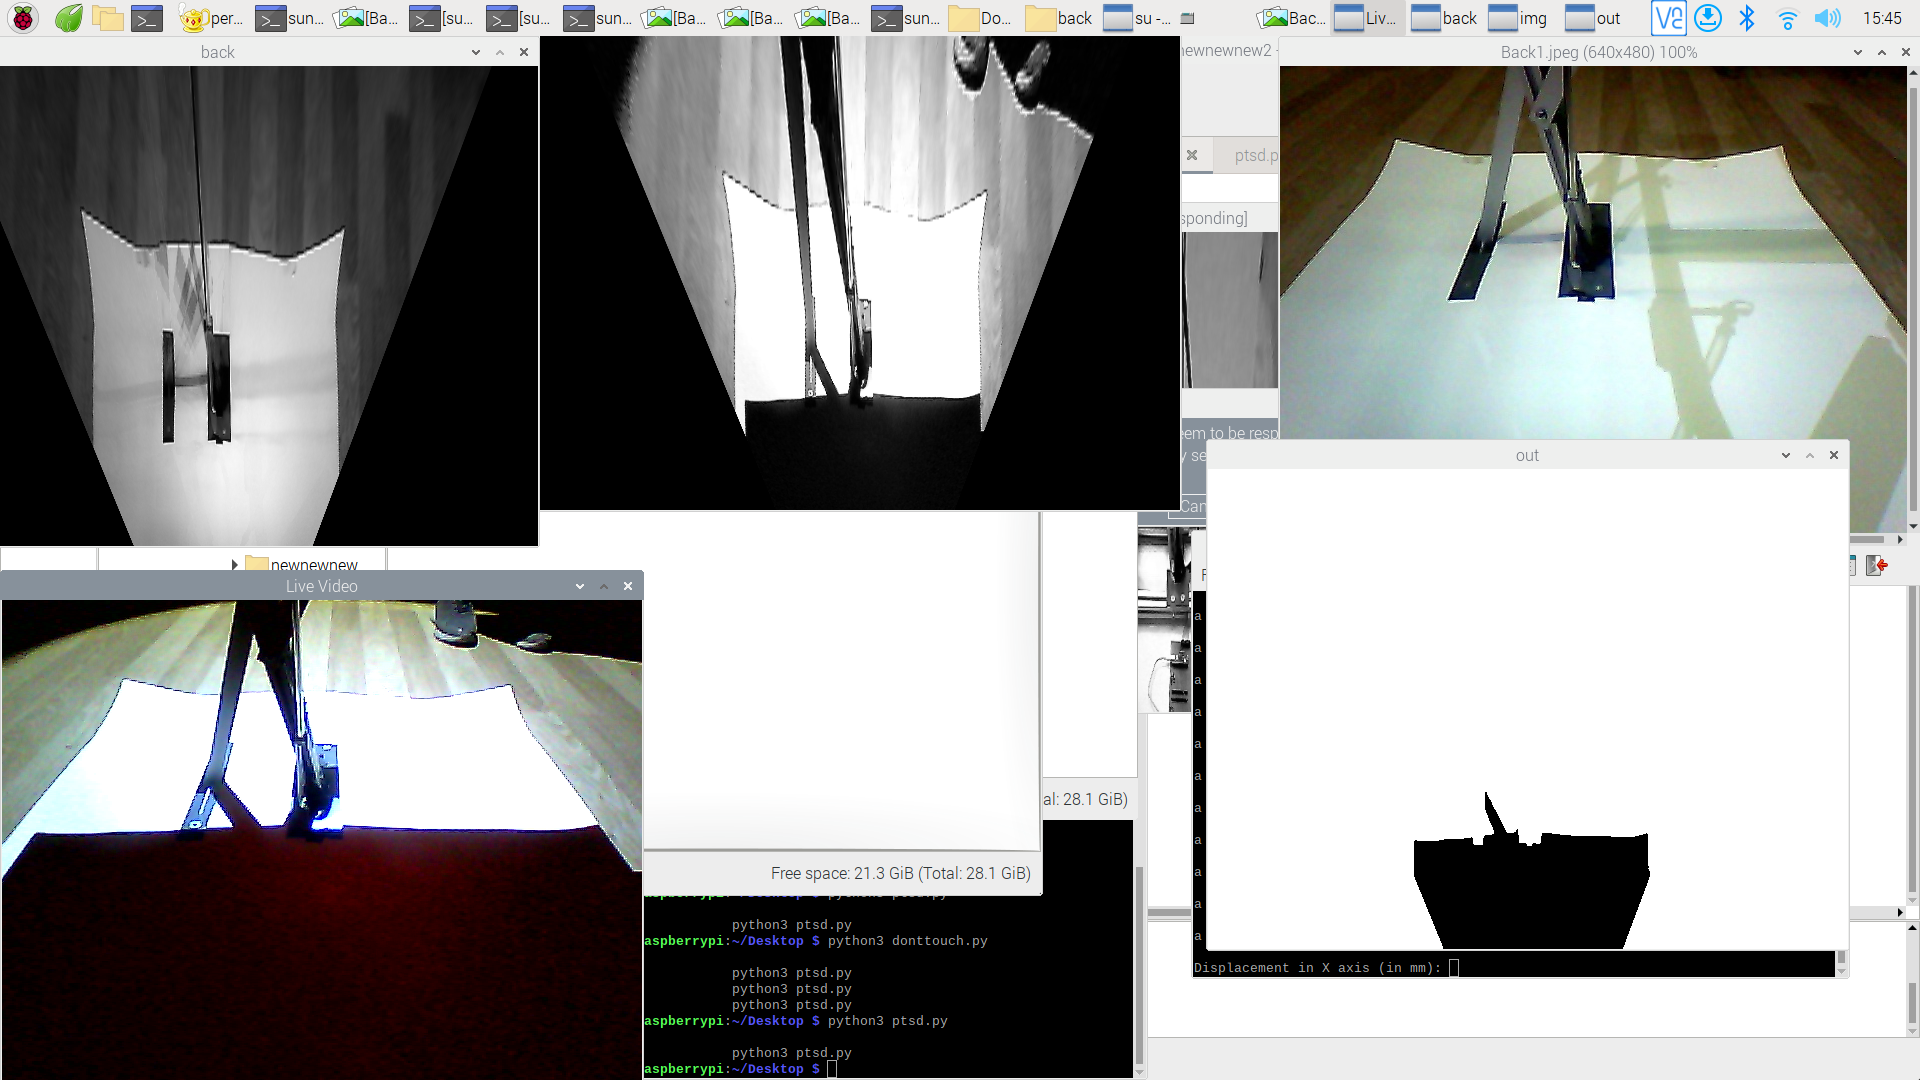 per...
sun...
[Ba...
[su...
[su...
sun...
[Ba...
[Ba...
[Ba...
sun...
Do...
back
su -...
Bac...
Liv...
back
img
out
15:45
back
newnewnew2 -
Back1.jpeg (640x480) 100%
ptsd.p
sponding]
eem to be resp
y se
Can
out
newnewnew
Live Video
al: 28.1 GiB)
Free space: 21.3 GiB (Total: 28.1 GiB)
python3 ptsd.py
aspberrypi:~/Desktop $ python3 donttouch.py
python3 ptsd.py
python3 ptsd.py
python3 ptsd.py
aspberrypi:~/Desktop $ python3 ptsd.py
python3 ptsd.py
aspberrypi:~/Desktop $
a
a
a
a
a
a
a
a
a
a
a
Displacement in X axis (in mm):